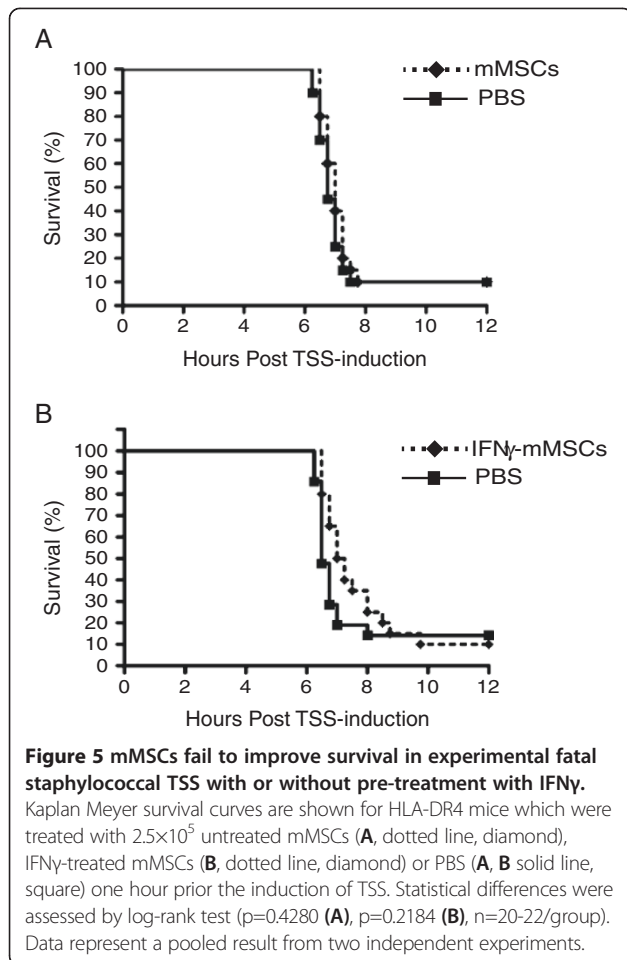 A
mMSCs
PBS
100
90
80
70
60
50
40
30
20
10
0
Survival (%)
0 2 4 6 8 10 12
Hours Post TSS-induction
B
IFNγ-mMSCs
PBS
100
90
80
70
60
50
40
30
20
10
0
Survival (%)
0 2 4 6 8 10 12
Hours Post TSS-induction
Figure 5 mMSCs fail to improve survival in experimental fatal
staphylococcal TSS with or without pre-treatment with IFNγ.
Kaplan Meyer survival curves are shown for HLA-DR4 mice which were
treated with 2.5×10⁵ untreated mMSCs (A, dotted line, diamond),
IFNγ-treated mMSCs (B, dotted line, diamond) or PBS (A, B solid line,
square) one hour prior the induction of TSS. Statistical differences were
assessed by log-rank test (p=0.4280 (A), p=0.2184 (B), n=20-22/group).
Data represent a pooled result from two independent experiments.